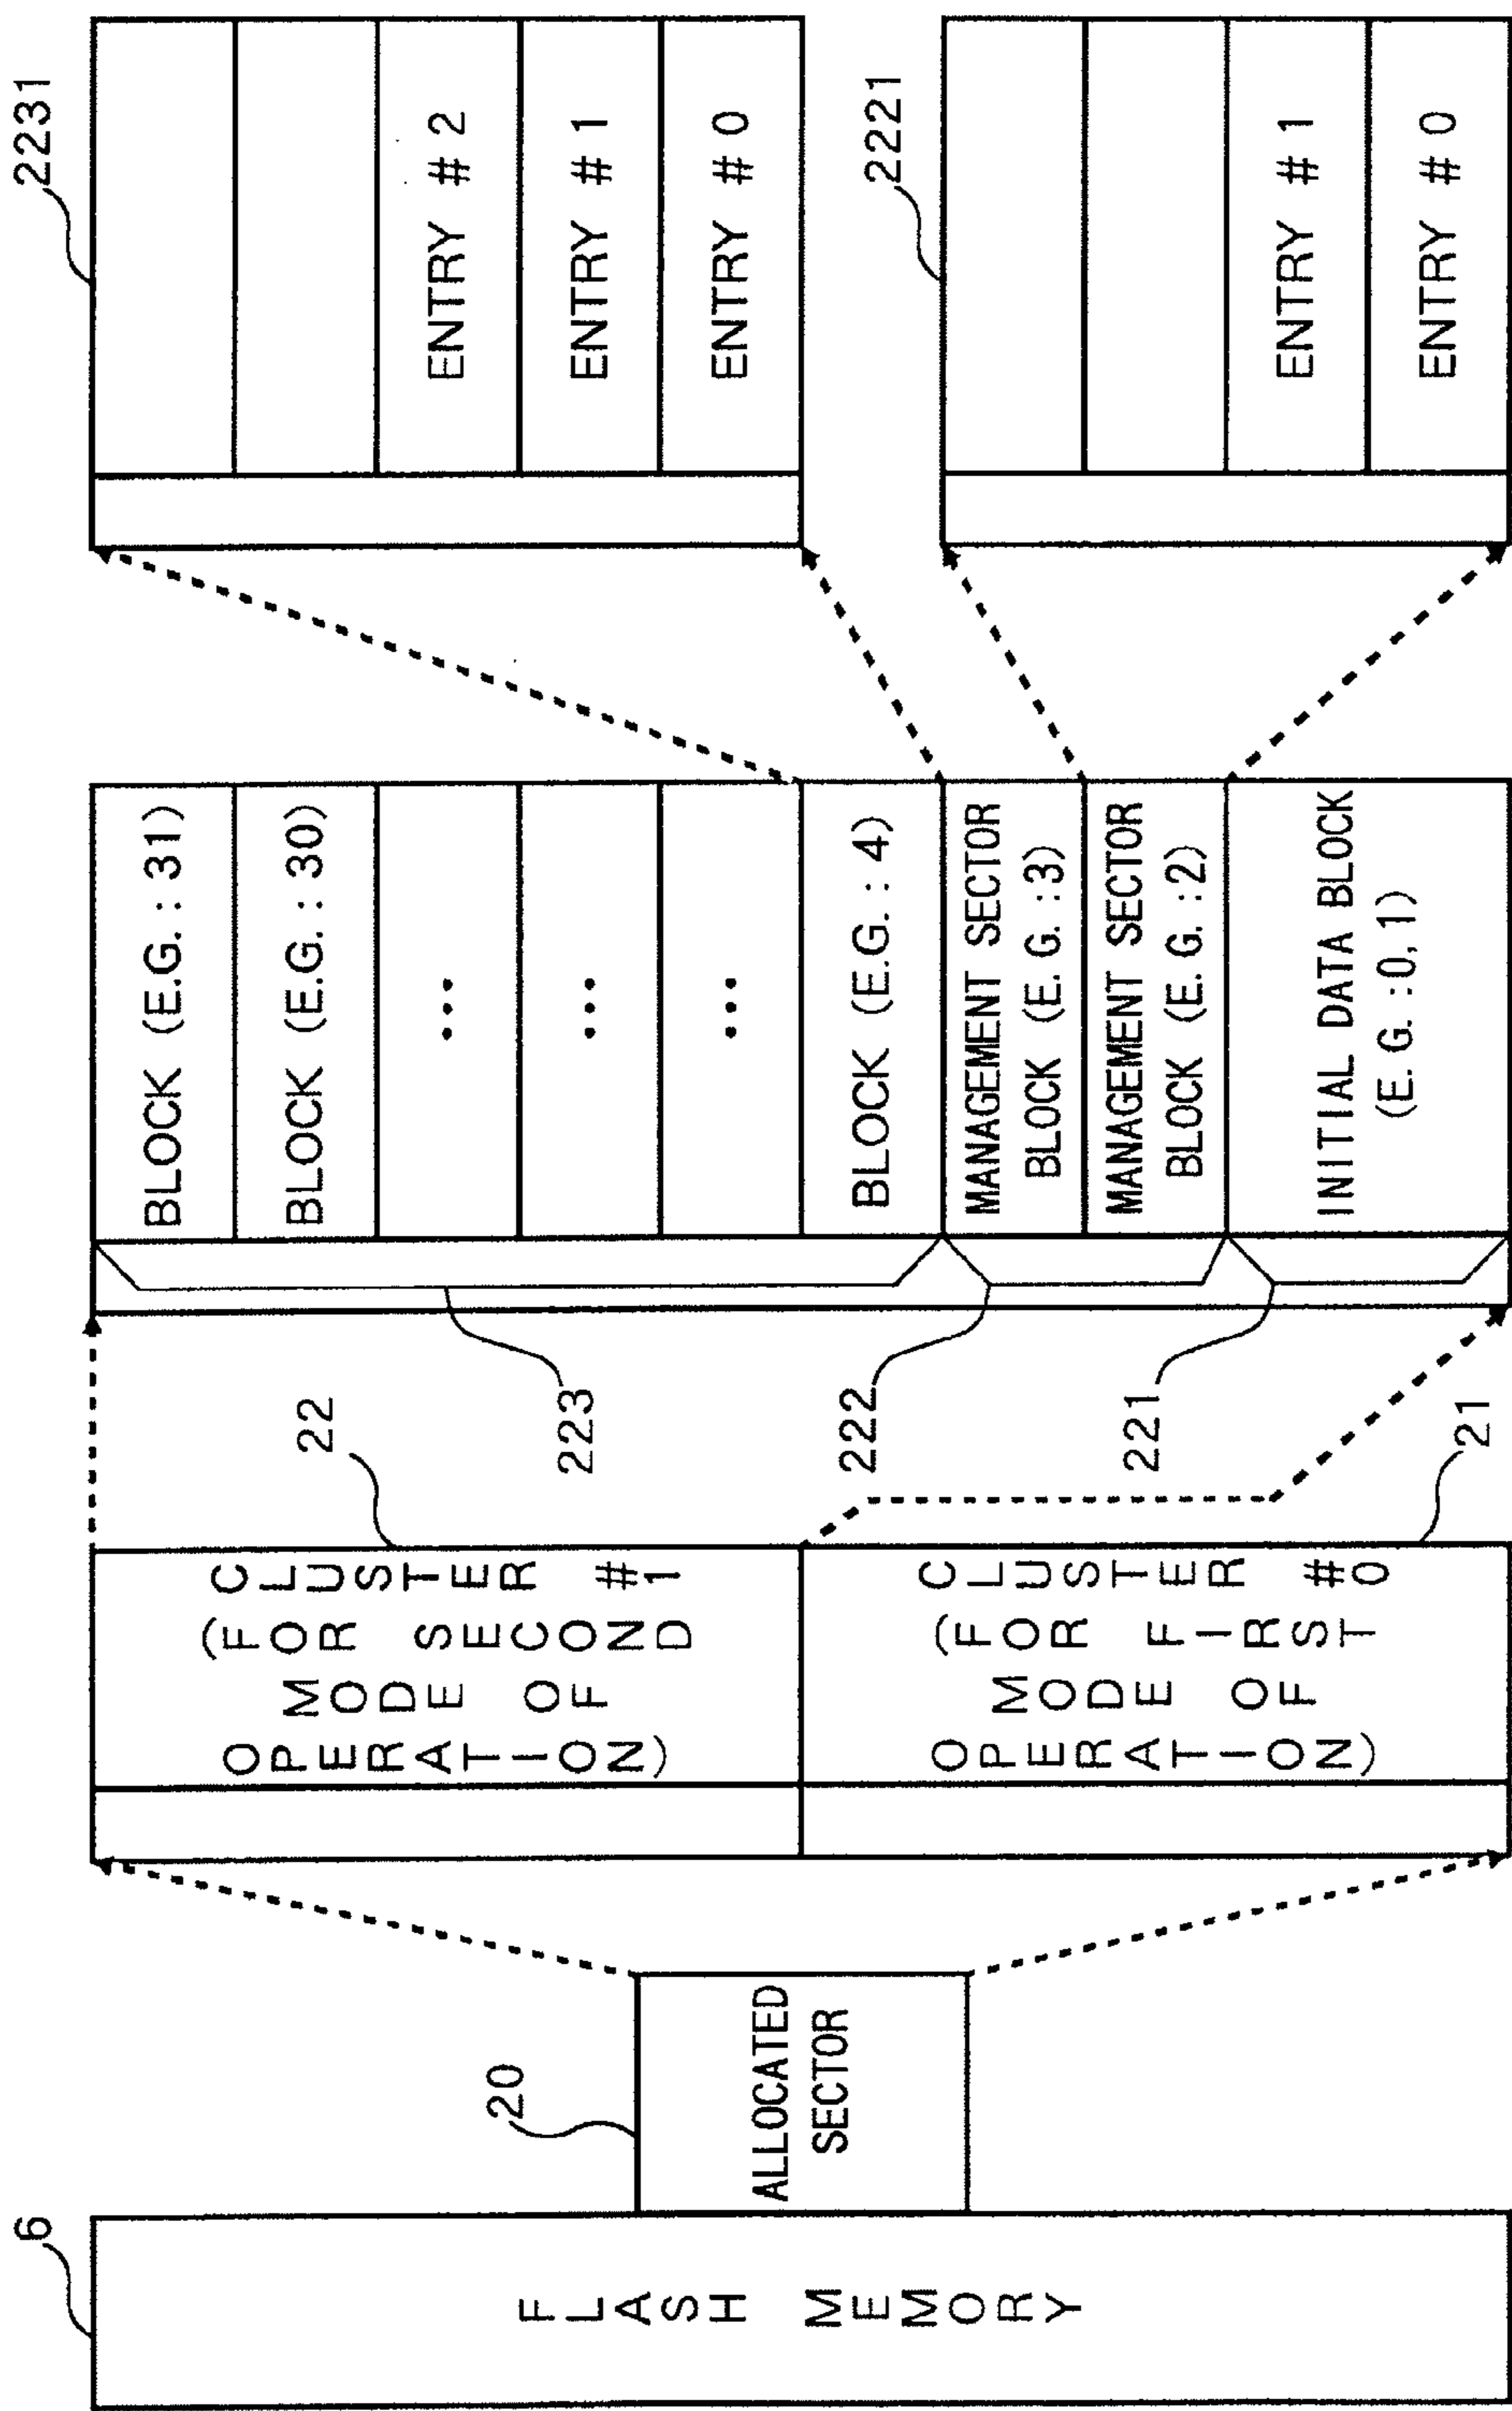 6
FLASH MEMORY
20
ALLOCATED
SECTOR
22
CLUSTER #1
(FOR SECOND
MODE OF
OPERATION)
21
CLUSTER #0
(FOR FIRST
MODE OF
OPERATION)
223
222
221
BLOCK (E.G. : 31)
BLOCK (E.G. : 30)
•••
•••
•••
BLOCK (E.G. : 4)
MANAGEMENT SECTOR
BLOCK (E.G. :3)
MANAGEMENT SECTOR
BLOCK (E.G. :2)
INITIAL DATA BLOCK
(E.G. :0,1)
2231
ENTRY #2
ENTRY #1
ENTRY #0
2221
ENTRY #1
ENTRY #0